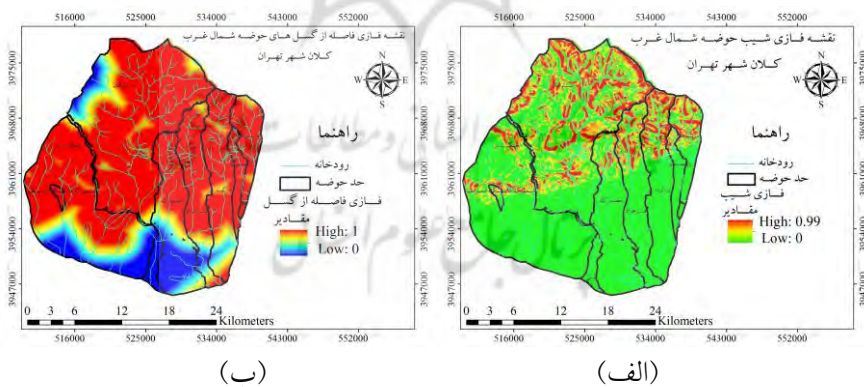 516000 525000 534000 543000 552000
نقشه فازی شیب حوضه شمال غرب
کلان شهر تهران
N
W E
S
راهنما
رودخانه
حد حوضه
فازی شیب
مقادیر
High: 0.99
Low: 0
3975000
3968000
3961000
3954000
3947000
0 3 6 12 18 24
Kilometers
516000 525000 534000 543000 552000
(الف)
516000 525000 534000 543000 552000
نقشه فازی فاصله از گسل های حوضه شمال غرب
کلان شهر تهران
N
W E
S
راهنما
رودخانه
حد حوضه
فازی فاصله از گسل
مقادیر
High: 1
Low: 0
3975000
3968000
3961000
3954000
3947000
0 3 6 12 18 24
Kilometers
516000 525000 534000 543000 552000
(ب)